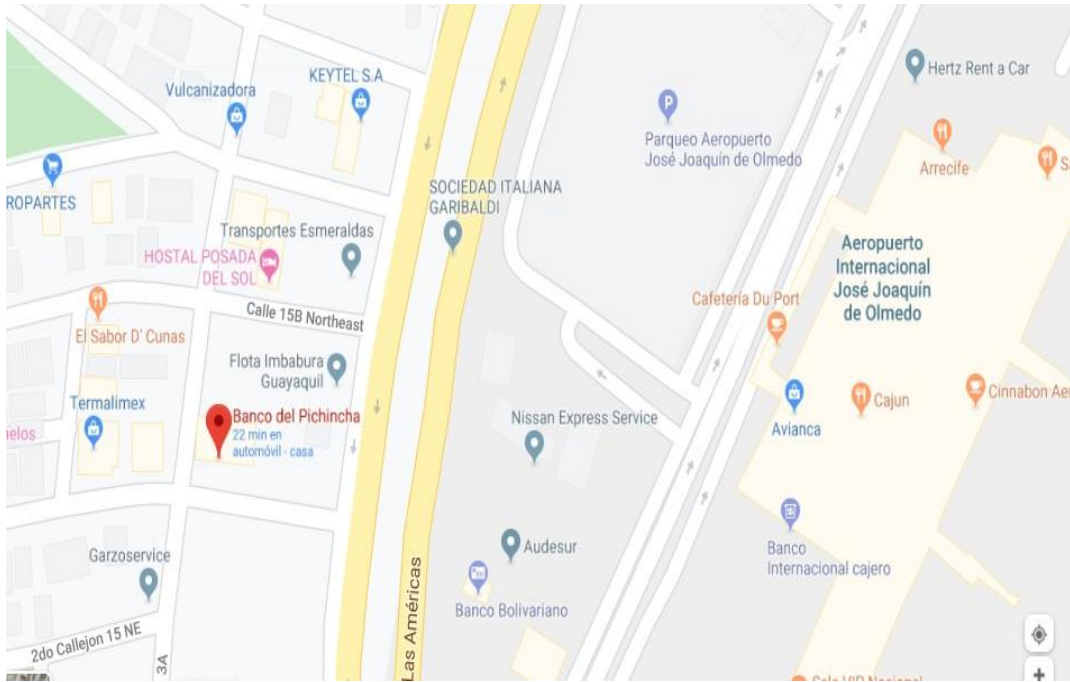 Hertz Rent a Car
KEYTEL S.A
Vulcanizadora
Parqueo Aeropuerto
José Joaquín de Olmedo
Arrecife
ROPARTES
SOCIEDAD ITALIANA
GARIBALDI
Transportes Esmeraldas
HOSTAL POSADA
DEL SOL
Aeropuerto
Internacional
José Joaquín
de Olmedo
Cafetería Du Port
Calle 15B Northeast
El Sabor D' Cunas
Flota Imbabura
Guayaquil
Cinnabon Aer
Cajun
Termalimex
Banco del Pichincha
22 min en
automóvil - casa
Nissan Express Service
Avianca
nelos
Audesur
Banco
Internacional cajero
Garzoservice
Las Américas
Banco Bolivariano
2do Callejon 15 NE
3A